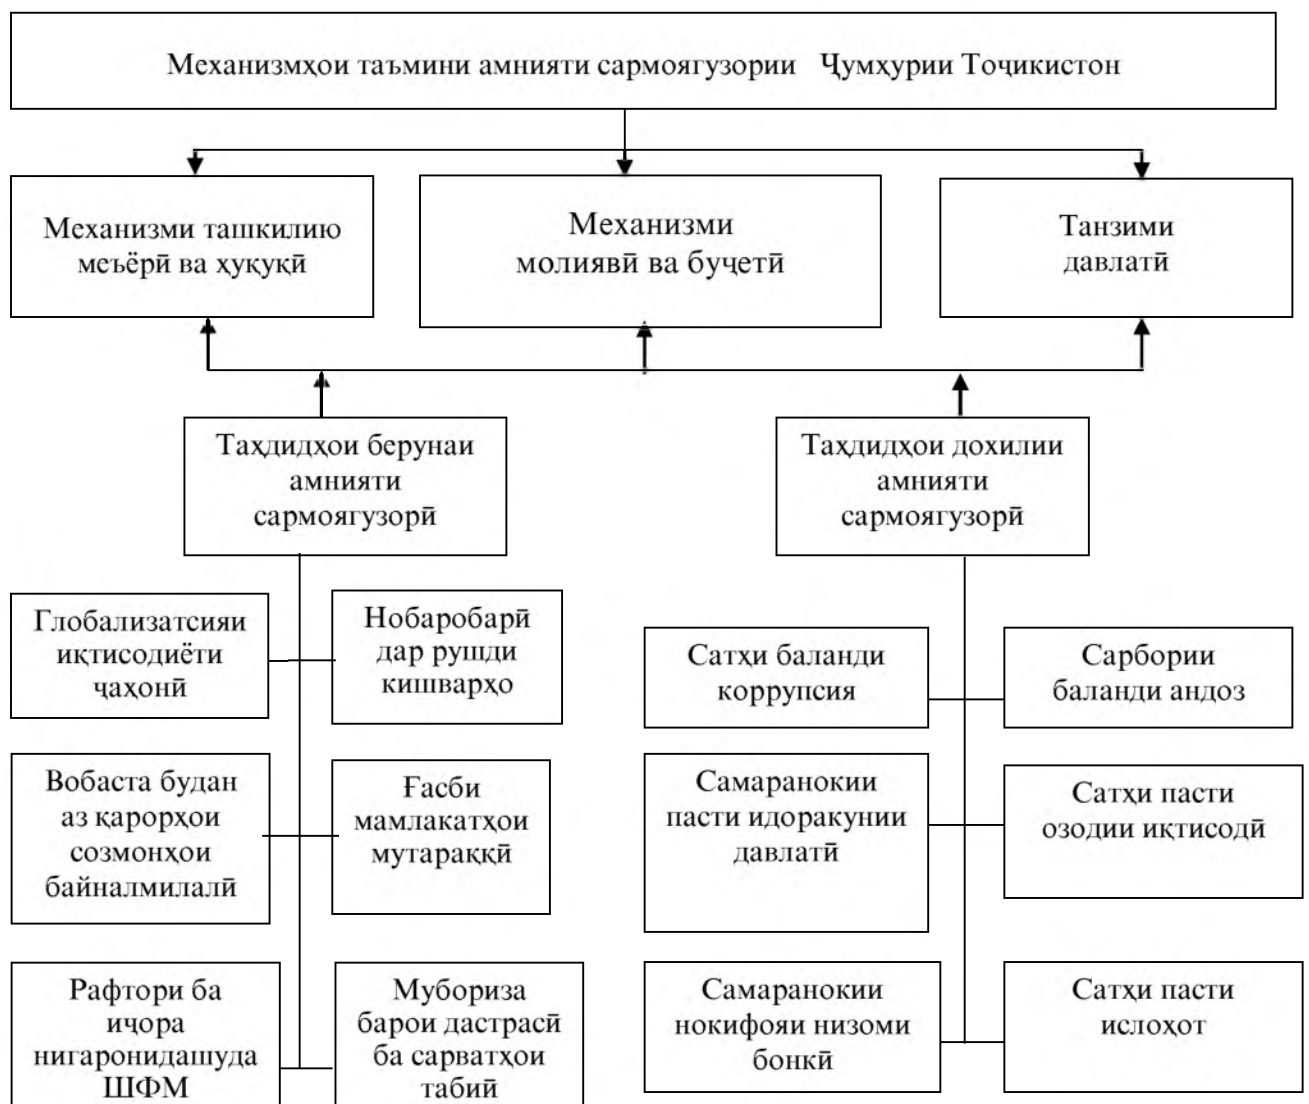 Механизмҳои таъмини амнияти сармоягузории Ҷумҳурии Тоҷикистон
Механизми ташкилию
меъёрӣ ва ҳуқуқӣ
Механизми
молиявӣ ва буҷетӣ
Танзими
давлатӣ
Таҳдидҳои берунаи
амнияти
сармоягузорӣ
Таҳдидҳои дохилии
амнияти
сармоягузорӣ
Глобализатсияи
иқтисодиёти
ҷаҳонӣ
Нобаробарӣ
дар рушди
кишварҳо
Сатҳи баланди
коррупсия
Сарбории
баланди андоз
Вобаста будан
аз қарорҳои
созмонҳои
байналмилалӣ
Ғасби
мамлакатҳои
мутараққӣ
Самаранокии
пасти идоракунии
давлатӣ
Сатҳи пасти
озодии иқтисодӣ
Рафтори ба
иҷора
нигаронидашуда
ШФМ
Мубориза
барои дастрасӣ
ба сарватҳои
табиӣ
Самаранокии
нокифояи низоми
бонкӣ
Сатҳи пасти
ислоҳот